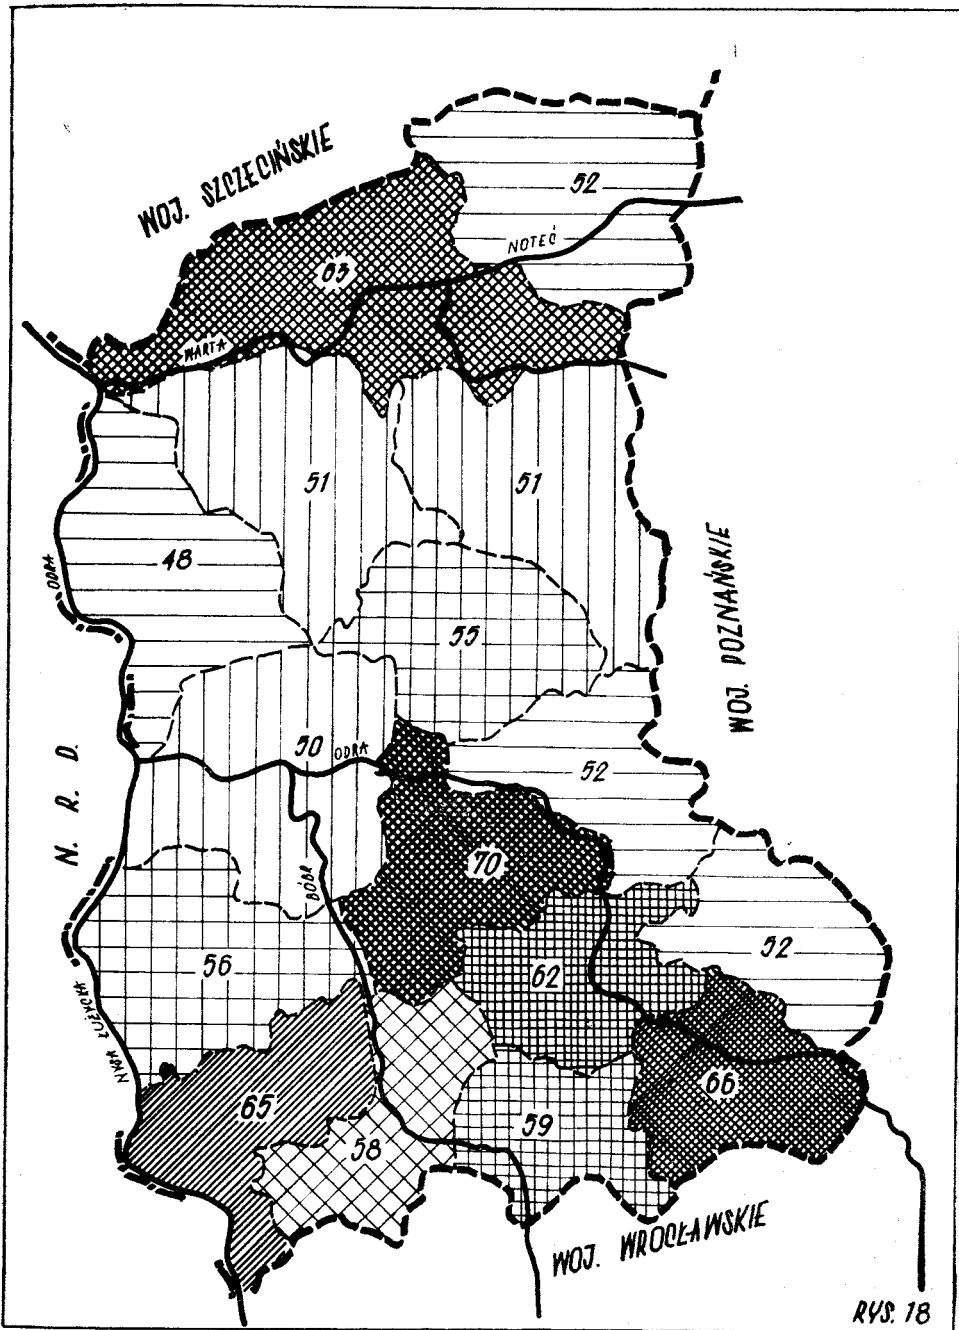 WOJ. SZCZECIŃSKIE
52
NOTEĆ
63
WARTA
51
51
48
ODRA
WOJ. POZNAŃSKIE
55
N. R. D.
50
ODRA
52
70
BÓBR
52
56
62
NYSA ŁUŻYCKA
66
65
59
58
WOJ. WROCŁAWSKIE
RYS. 18